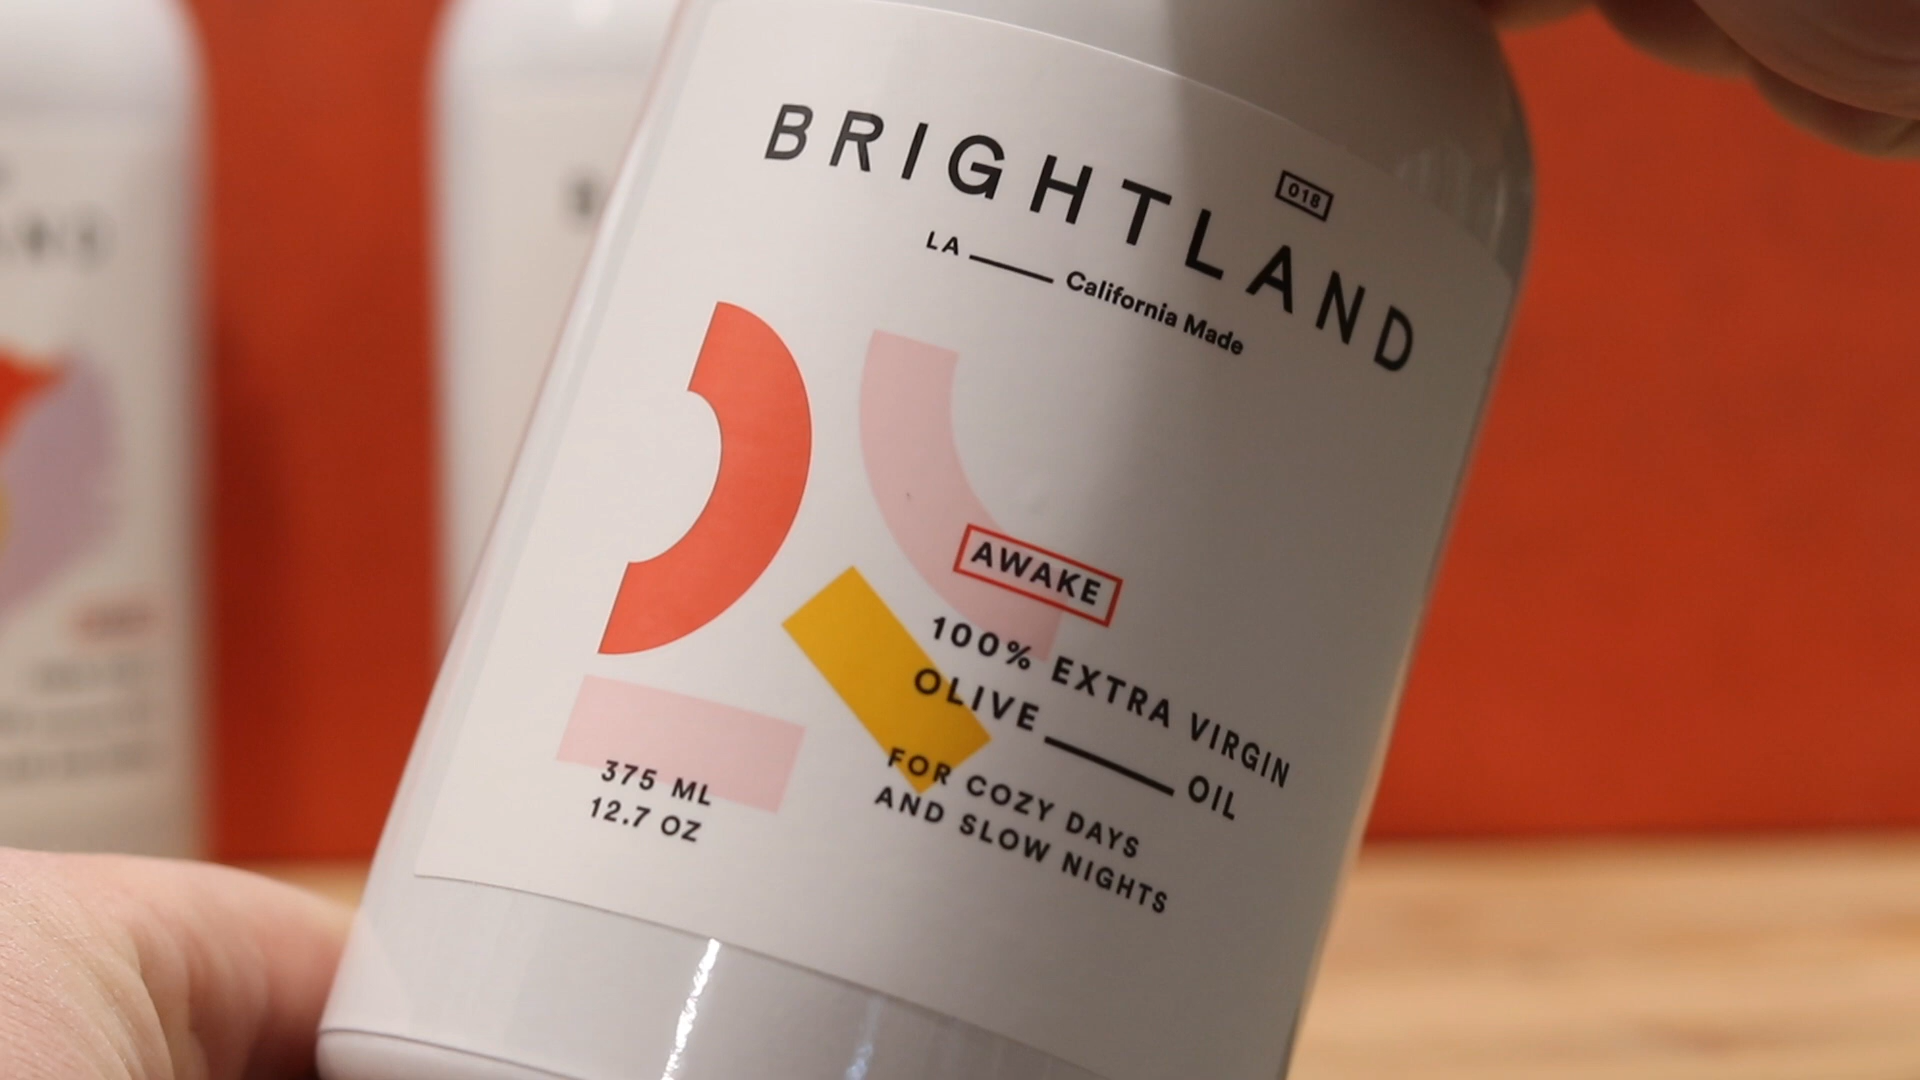 BRIGHTLAND
018
LA California Made
AWAKE
100% EXTRA VIRGIN
OLIVE OIL
FOR COZY DAYS
AND SLOW NIGHTS
375 ML
12.7 OZ